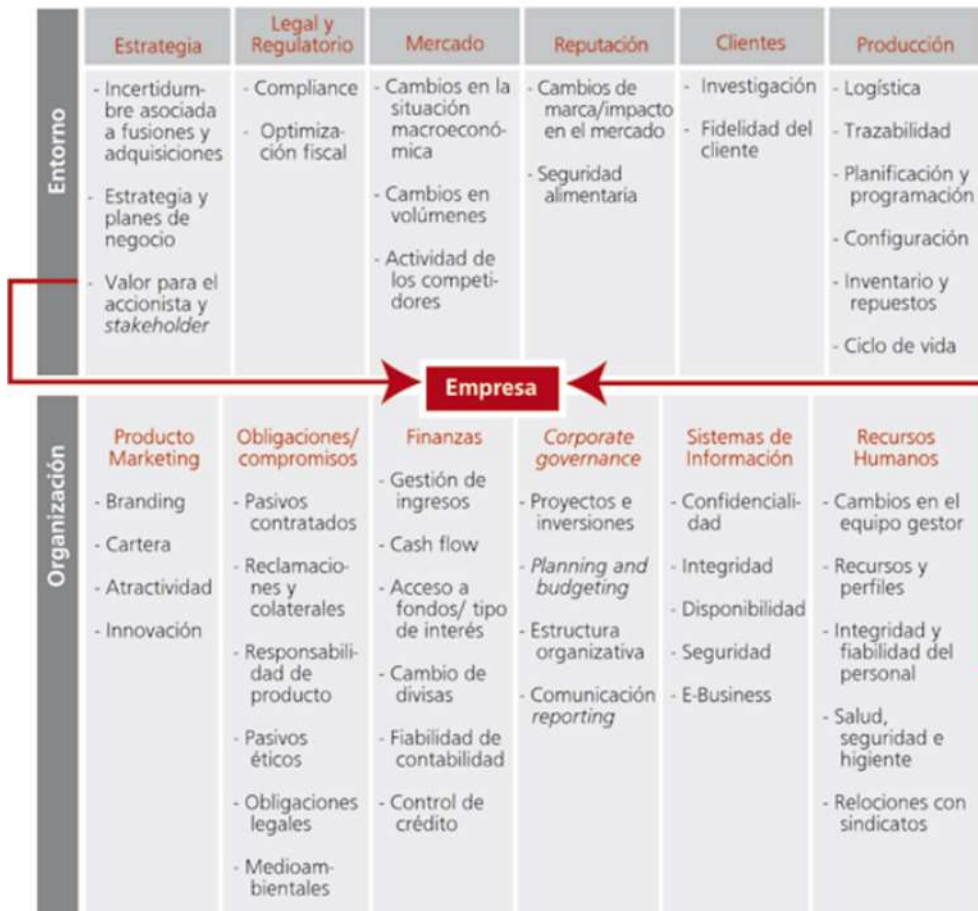 Entorno
Estrategia
- Incertidum-
bre asociada
a fusiones y
adquisiciones
- Estrategia y
planes de
negocio
- Valor para el
accionista y
stakeholder
Legal y
Regulatorio
- Compliance
- Optimiza-
ción fiscal
Mercado
- Cambios en la
situación
macroeconó-
mica
- Cambios en
volúmenes
- Actividad de
los competi-
dores
Reputación
- Cambios de
marca/impacto
en el mercado
- Seguridad
alimentaria
Clientes
- Investigación
- Fidelidad del
cliente
Producción
- Logística
- Trazabilidad
- Planificación y
programación
- Configuración
- Inventario y
repuestos
- Ciclo de vida
Empresa
Organización
Producto
Marketing
- Branding
- Cartera
- Atractividad
- Innovación
Obligaciones/
compromisos
- Pasivos
contratados
- Reclamacio-
nes y
colaterales
- Responsabili-
dad de
producto
- Pasivos
éticos
- Obligaciones
legales
- Medioam-
bientales
Finanzas
- Gestión de
ingresos
- Cash flow
- Acceso a
fondos/ tipo
de interés
- Cambio de
divisas
- Fiabilidad de
contabilidad
- Control de
crédito
Corporate
governance
- Proyectos e
inversiones
- Planning and
budgeting
- Estructura
organizativa
- Comunicación
reporting
Sistemas de
Información
- Confidenciali-
dad
- Integridad
- Disponibilidad
- Seguridad
- E-Business
Recursos
Humanos
- Cambios en el
equipo gestor
- Recursos y
perfiles
- Integridad y
fiabilidad del
personal
- Salud,
seguridad e
higiente
- Relociones con
sindicatos